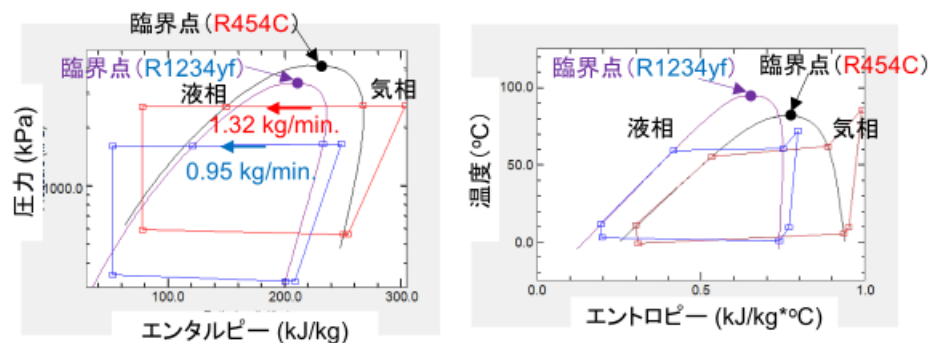 臨界点(R454C)
臨界点(R1234yf)
液相
気相
1.32 kg/min.
0.95 kg/min.
圧力 (kPa)
1000.0
100.0
200.0
300.0
エンタルピー (kJ/kg)
臨界点(R1234yf)
臨界点(R454C)
液相
気相
温度 (℃)
100.0
50.0
0.0
0.0
0.5
1.0
エントロピー (kJ/kg*℃)